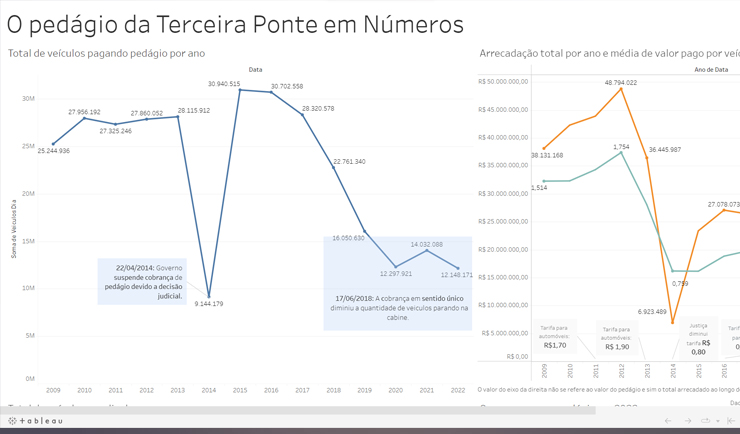 O pedágio da Terceira Ponte em Números
Total de veículos pagando pedágio por ano
Data
30M
25M
20M
15M
10M
5M
0M
Soma de Veiculos Dia
25.244.936
27.956.192
27.325.246
27.860.052
28.115.912
9.144.179
30.940.515
30.702.558
28.320.578
22.761.340
16.050.630
12.297.921
14.032.088
12.148.171
22/04/2014: Governo
suspende cobrança de
pedágio devido a decisão
judicial.
17/06/2018: A cobrança em sentido único
diminiu a quantidade de veiculos parando na
cabine.
2009 2010 2011 2012 2013 2014 2015 2016 2017 2018 2019 2020 2021 2022
Arrecadação total por ano e média de valor pago por veí
Ano de Data
R$ 50.000.000,00
R$ 45.000.000,00
R$ 40.000.000,00
R$ 35.000.000,00
R$ 30.000.000,00
R$ 25.000.000,00
R$ 20.000.000,00
R$ 15.000.000,00
R$ 10.000.000,00
R$ 5.000.000,00
R$ 0,00
38.131.168
48.794.022
36.445.987
6.923.489
27.078.073
1,514
1,754
0,759
Tarifa para
automóveis:
R$1,70
Tarifa para
automóveis:
R$ 1,90
Justiça
diminui
tarifa R$
0,80
2009 2010 2011 2012 2013 2014 2015 2016
O valor do eixo da direita não se refere ao valor do pedágio e sim o total arrecadado ao longo d
+ableau